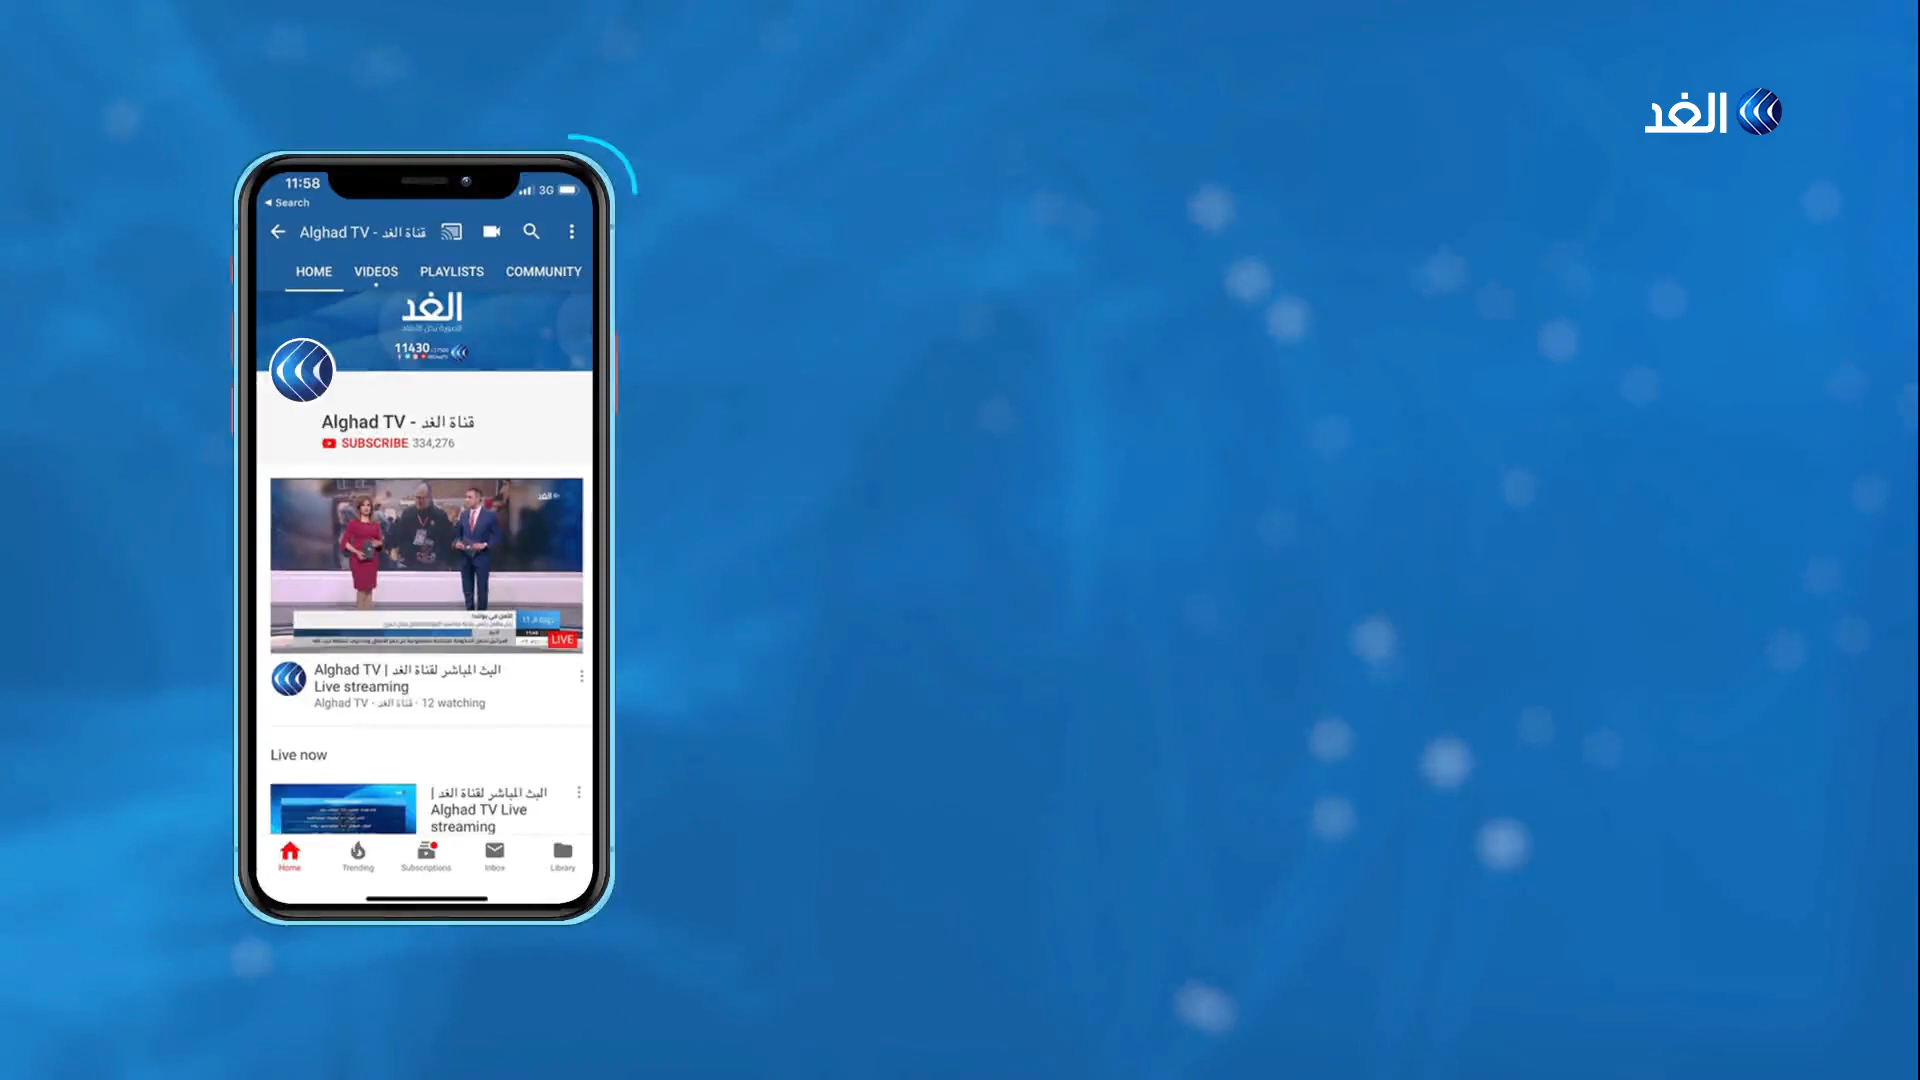 الغد
11:58
3G
Search
Alghad TV - قناة الغد
HOME VIDEOS PLAYLISTS COMMUNITY
الغد
11430
Alghad TV - قناة الغد
SUBSCRIBE 334,276
الغد
LIVE
Alghad TV | البث المباشر لقناة الغد
Live streaming
Alghad TV - قناة الغد · 12 watching
Live now
البث المباشر لقناة الغد |
Alghad TV Live
streaming
Home Trending Subscriptions Inbox Library